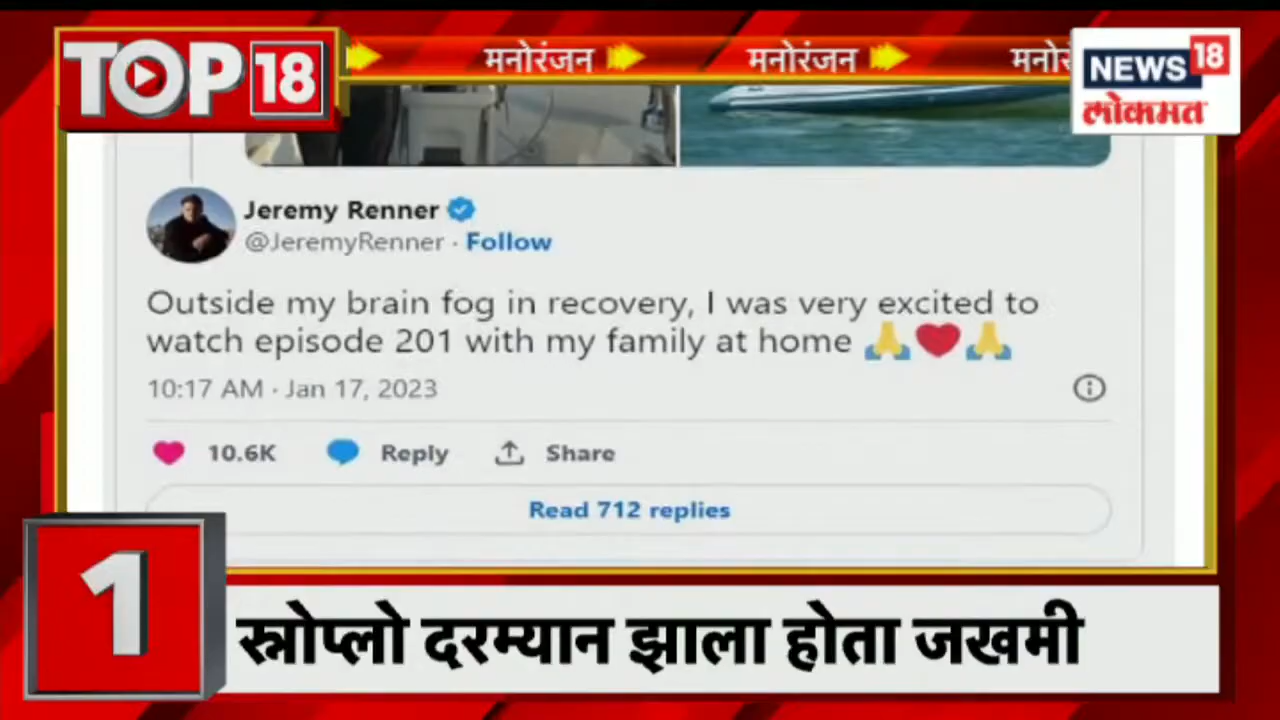 TOP 18
मनोरंजन
मनोरंजन
NEWS 18
लोकमत
Jeremy Renner
@JeremyRenner · Follow
Outside my brain fog in recovery, I was very excited to
watch episode 201 with my family at home 🙏❤️🙏
10:17 AM · Jan 17, 2023
10.6K Reply Share
Read 712 replies
1
स्नोप्लो दरम्यान झाला होता जखमी